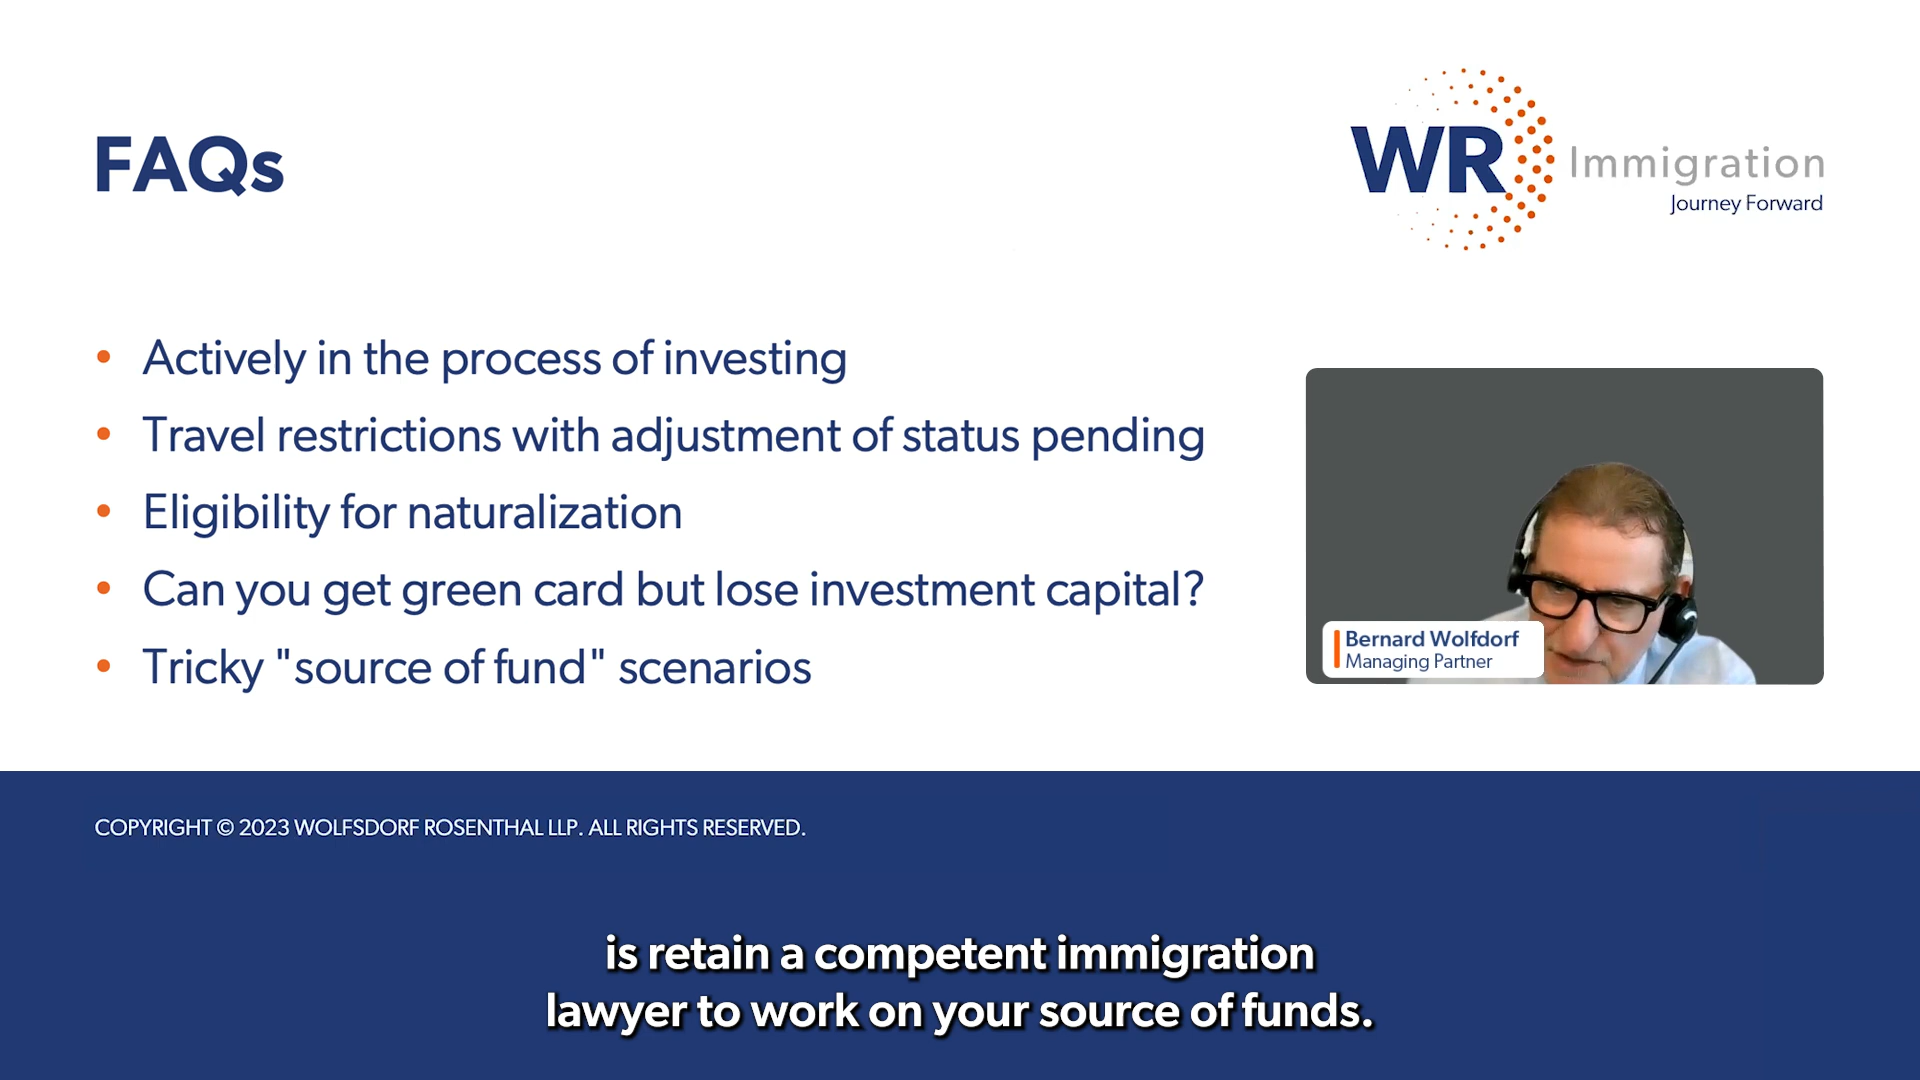 FAQs
WR Immigration
Journey Forward
• Actively in the process of investing
• Travel restrictions with adjustment of status pending
• Eligibility for naturalization
• Can you get green card but lose investment capital?
• Tricky "source of fund" scenarios
Bernard Wolfdorf
Managing Partner
COPYRIGHT © 2023 WOLFSDORF ROSENTHAL LLP. ALL RIGHTS RESERVED.
is retain a competent immigration
lawyer to work on your source of funds.